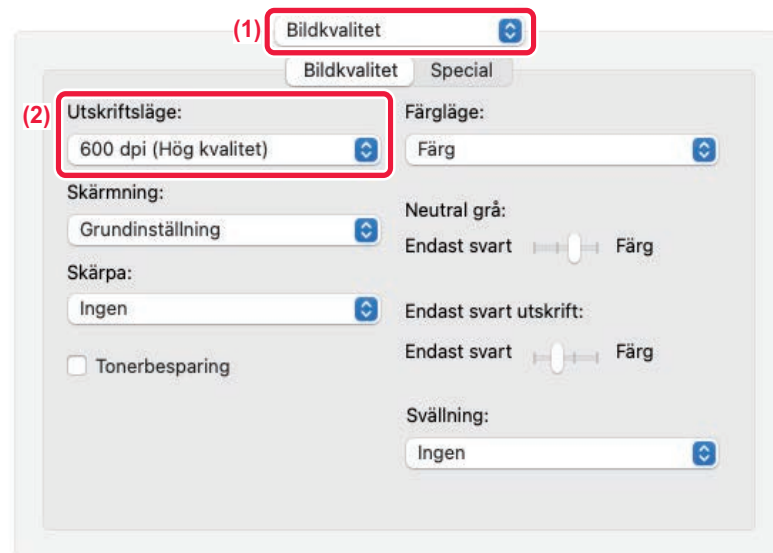 (1)
Bildkvalitet
Bildkvalitet Special
(2)
Utskriftsläge:
600 dpi (Hög kvalitet)
Skärmning:
Grundinställning
Skärpa:
Ingen
Tonerbesparing
Färgläge:
Färg
Neutral grå:
Endast svart Färg
Endast svart utskrift:
Endast svart Färg
Svällning:
Ingen